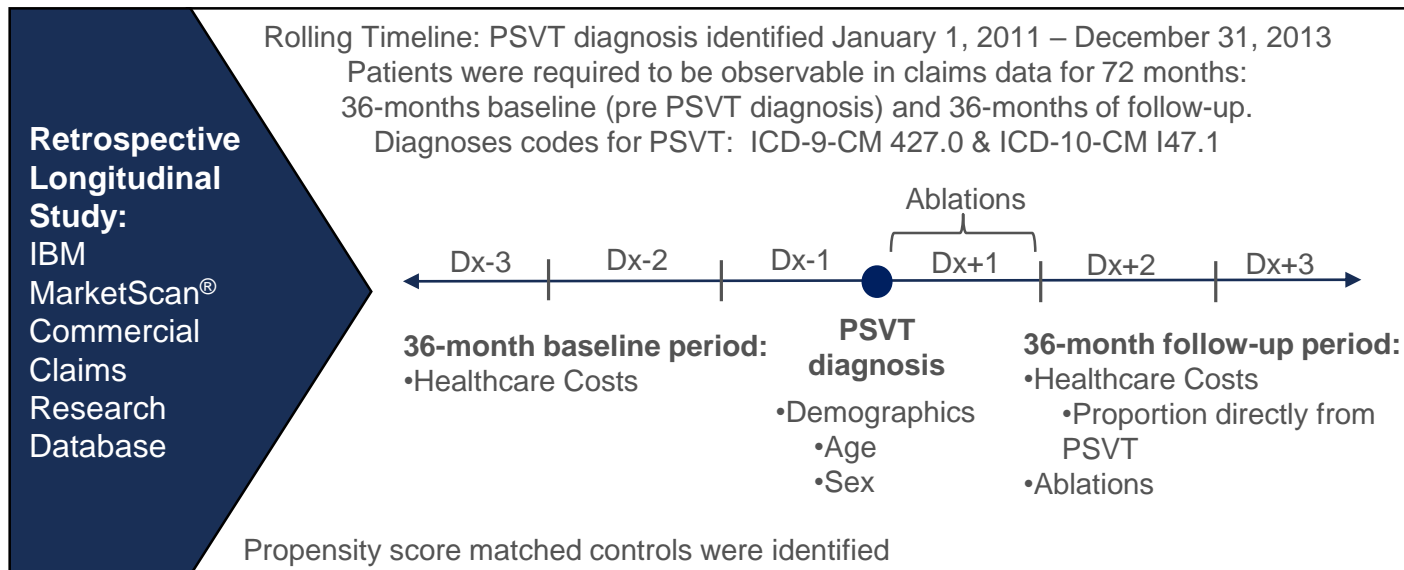 Rolling Timeline: PSVT diagnosis identified January 1, 2011 – December 31, 2013
Patients were required to be observable in claims data for 72 months:
36-months baseline (pre PSVT diagnosis) and 36-months of follow-up.
Diagnoses codes for PSVT: ICD-9-CM 427.0 & ICD-10-CM I47.1
Retrospective
Longitudinal
Study:
IBM
MarketScan®
Commercial
Claims
Research
Database
Ablations
Dx-3 Dx-2 Dx-1 Dx+1 Dx+2 Dx+3
36-month baseline period:
•Healthcare Costs
PSVT
diagnosis
•Demographics
•Age
•Sex
36-month follow-up period:
•Healthcare Costs
•Proportion directly from
PSVT
•Ablations
Propensity score matched controls were identified